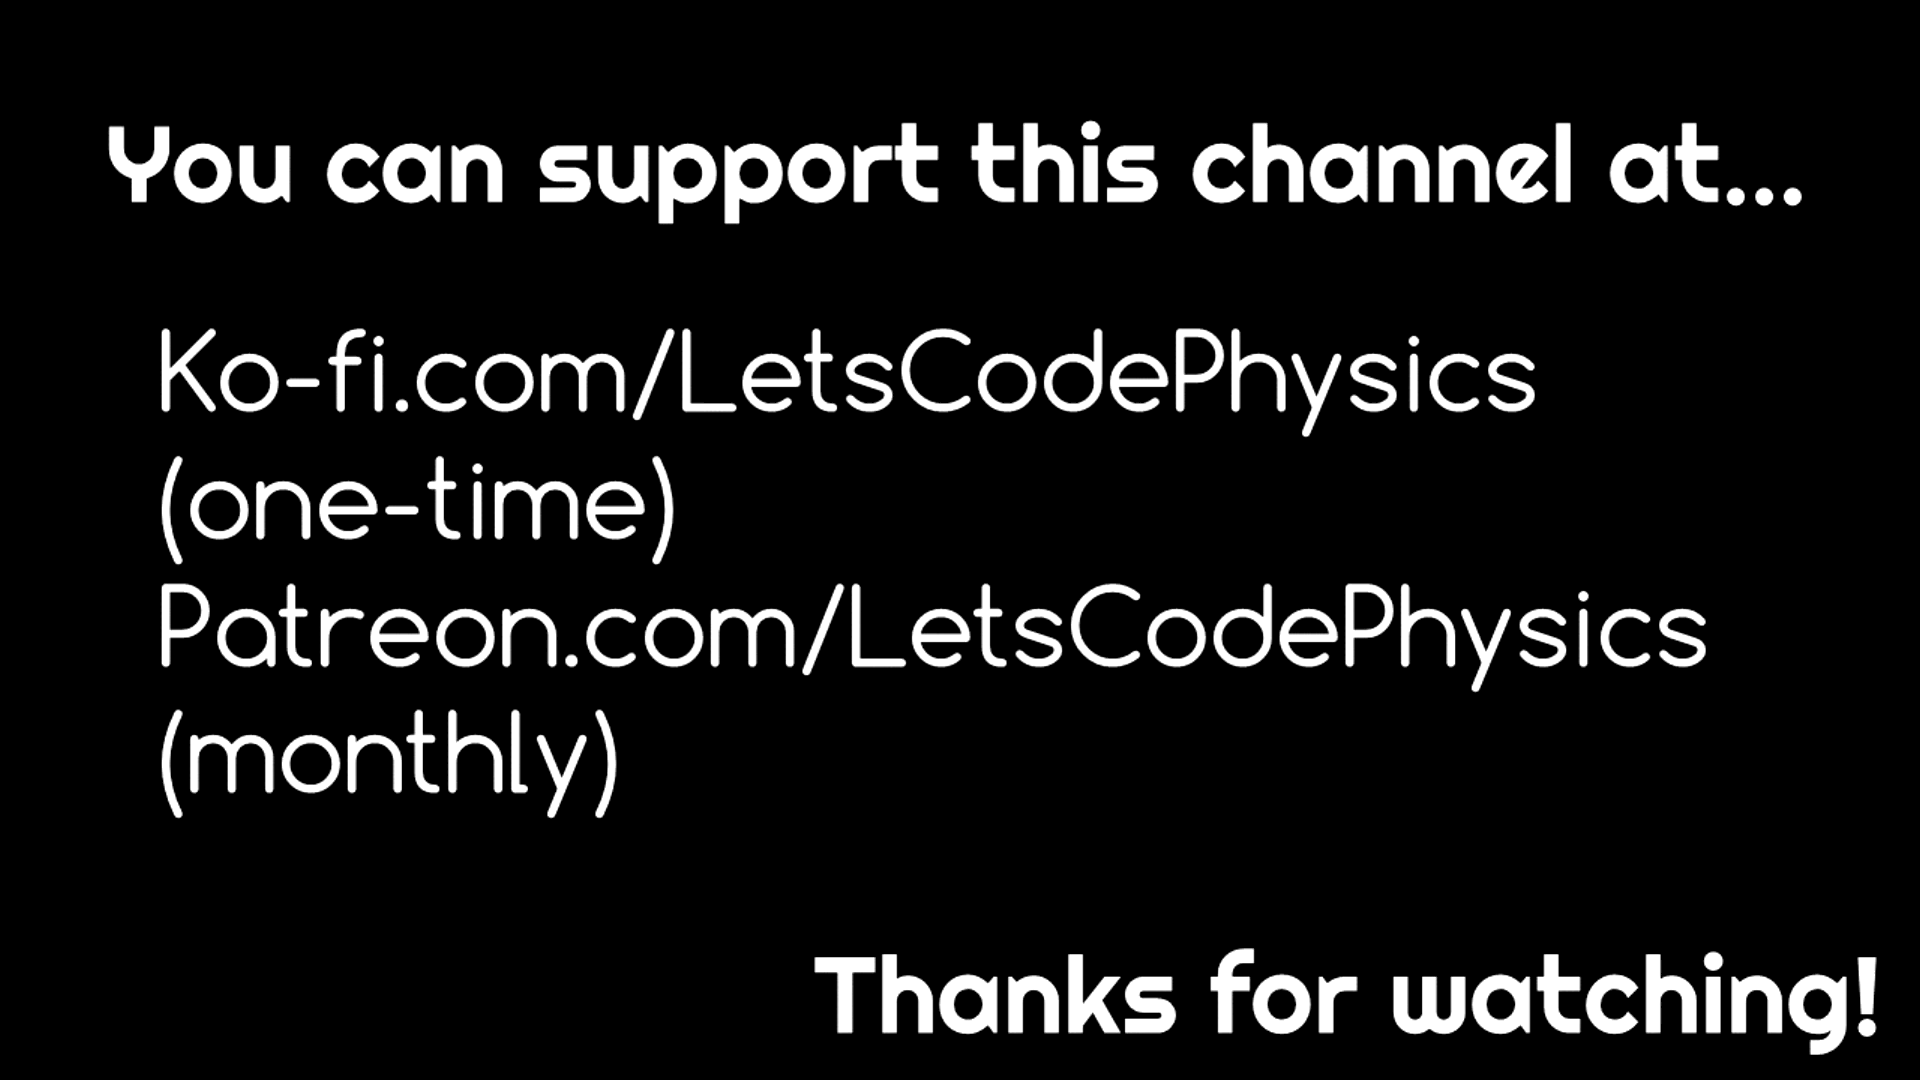 You can support this channel at...
Ko-fi.com/LetsCodePhysics
(one-time)
Patreon.com/LetsCodePhysics
(monthly)
Thanks for watching!